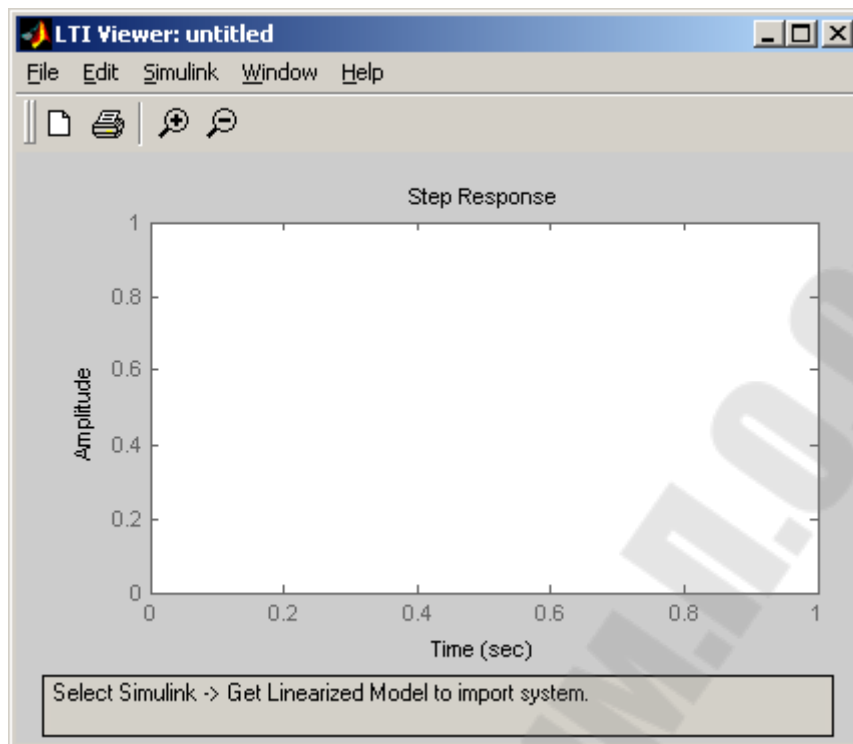 LTI Viewer: untitled
File Edit Simulink Window Help
Step Response
1
0.8
0.6
0.4
0.2
0
Amplitude
0 0.2 0.4 0.6 0.8 1
Time (sec)
Select Simulink -> Get Linearized Model to import system.